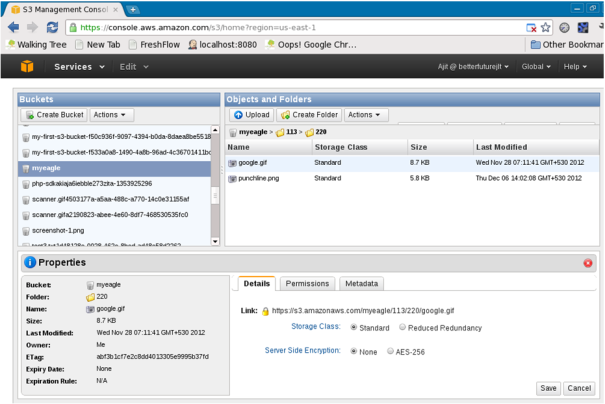 S3 Management Consol ×
https://console.aws.amazon.com/s3/home?region=us-east-1
Walking Tree New Tab FreshFlow localhost:8080 Oops! Google Chr... Other Bookmar
Services Edit Ajit @ betterfuturejlt Global Help
Buckets
Objects and Folders
Create Bucket Actions
Upload Create Folder Actions
my-first-s3-bucket-f50c936f-9097-4394-b0da-8daea8be5518
my-first-s3-bucket-f533a0a8-1490-4a8b-96ad-4c36701411bc
myeagle
php-sdkakiaja6iebble273zita-1353925296
scanner.gif4503177a-a5aa-488c-a770-14c0e31155af
scanner.gifa2190823-abee-4e60-8df7-468530535fc0
screenshot-1.png
myeagle > 113 > 220
Name Storage Class Size Last Modified
google.gif Standard 8.7 KB Wed Nov 28 07:11:41 GMT+530 2012
punchline.png Standard 5.8 KB Thu Dec 06 14:02:08 GMT+530 2012
Properties
Bucket: myeagle
Folder: 220
Name: google.gif
Size: 8.7 KB
Last Modified: Wed Nov 28 07:11:41 GMT+530 2012
Owner: Me
ETag: abf3b1cf7e2c8dd4013305e9995b37fd
Expiry Date: None
Expiration Rule: N/A
Details Permissions Metadata
Link: https://s3.amazonaws.com/myeagle/113/220/google.gif
Storage Class: Standard Reduced Redundancy
Server Side Encryption: None AES-256
Save Cancel